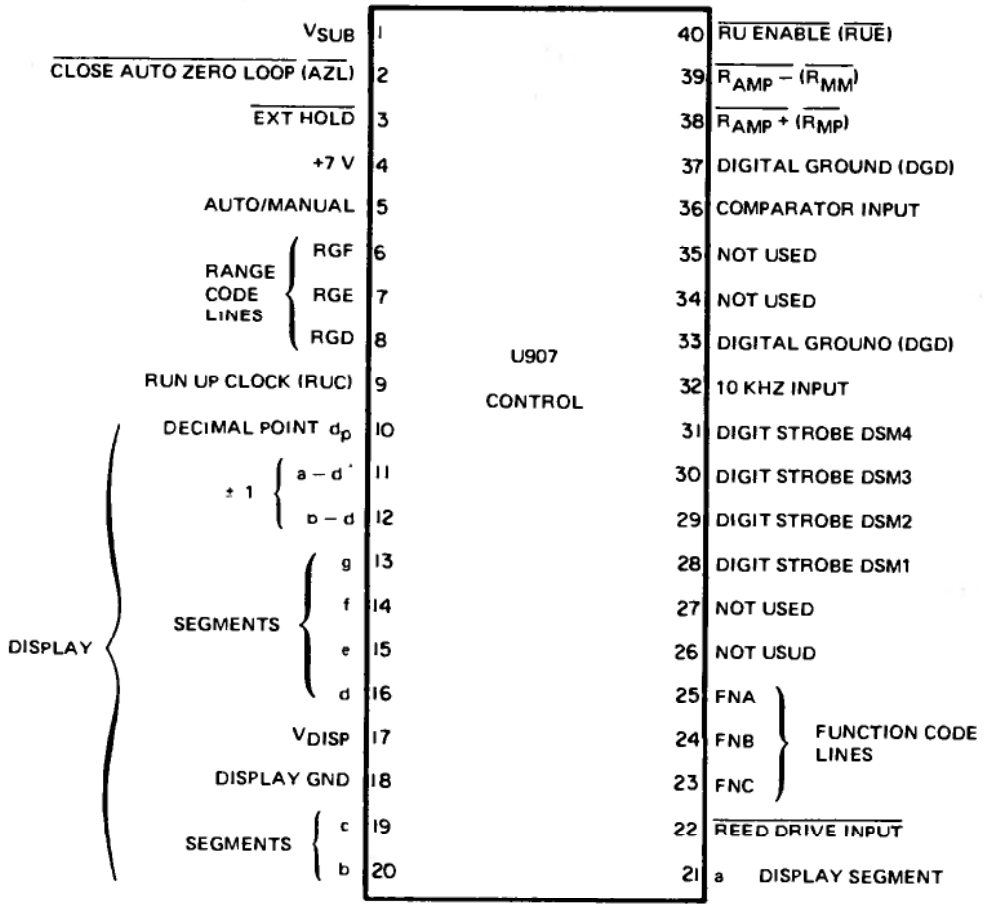 VSUB 1
CLOSE AUTO ZERO LOOP (AZL) 2
EXT HOLD 3
+7 V 4
AUTO/MANUAL 5
RANGE CODE LINES
RGF 6
RGE 7
RGD 8
RUN UP CLOCK (RUC) 9
DISPLAY
DECIMAL POINT dp 10
± 1
a – d 11
b – d 12
SEGMENTS
g 13
f 14
e 15
d 16
VDISP 17
DISPLAY GND 18
SEGMENTS
c 19
b 20
U907
CONTROL
40 RU ENABLE (RUE)
39 RAMP – (RMM)
38 RAMP + (RMP)
37 DIGITAL GROUND (DGD)
36 COMPARATOR INPUT
35 NOT USED
34 NOT USED
33 DIGITAL GROUNO (DGD)
32 10 KHZ INPUT
31 DIGIT STROBE DSM4
30 DIGIT STROBE DSM3
29 DIGIT STROBE DSM2
28 DIGIT STROBE DSM1
27 NOT USED
26 NOT USUD
25 FNA
24 FNB
23 FNC
FUNCTION CODE
LINES
22 REED DRIVE INPUT
21 a DISPLAY SEGMENT